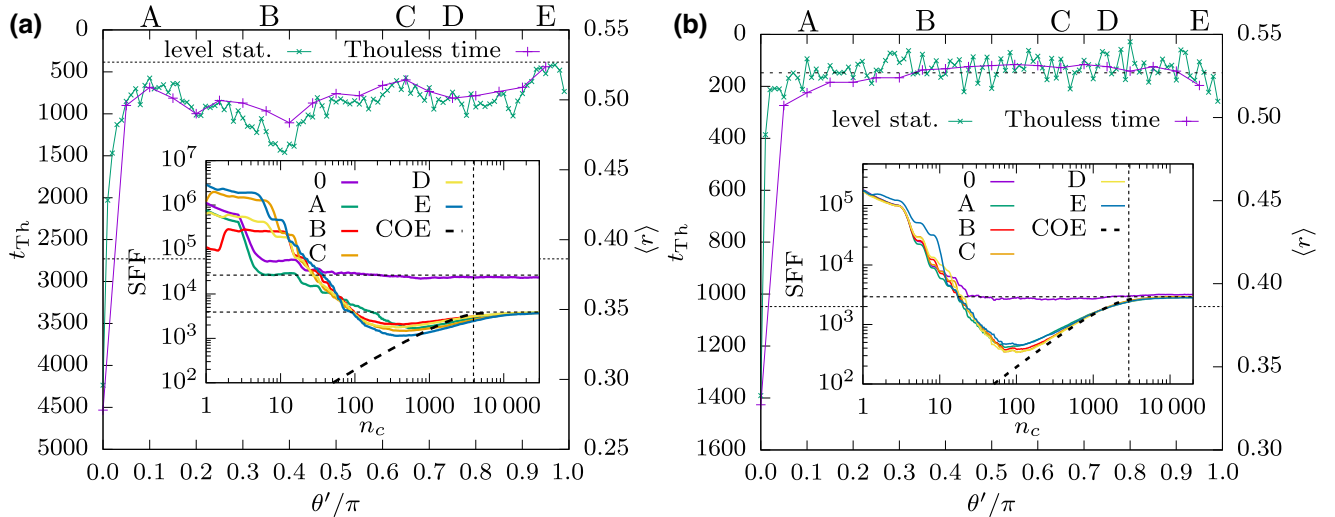 (a)
A B C D E
level stat. Thouless time
0
500
1000
1500
2000
2500
3000
3500
4000
4500
5000
t_Th
0.55
0.50
0.45
0.40
0.35
0.30
0.25
⟨r⟩
0.0 0.1 0.2 0.3 0.4 0.5 0.6 0.7 0.8 0.9 1.0
θ′/π
SFF
10^7
10^6
10^5
10^4
10^3
10^2
0 D
A E
B COE
C
1 10 100 1000 10 000
n_c
(b)
A B C D E
level stat. Thouless time
0
200
400
600
800
1000
1200
1400
1600
t_Th
0.55
0.50
0.45
0.40
0.35
0.30
⟨r⟩
0.0 0.1 0.2 0.3 0.4 0.5 0.6 0.7 0.8 0.9 1.0
θ′/π
SFF
10^5
10^4
10^3
10^2
0 D
A E
B COE
C
1 10 100 1000 10 000
n_c